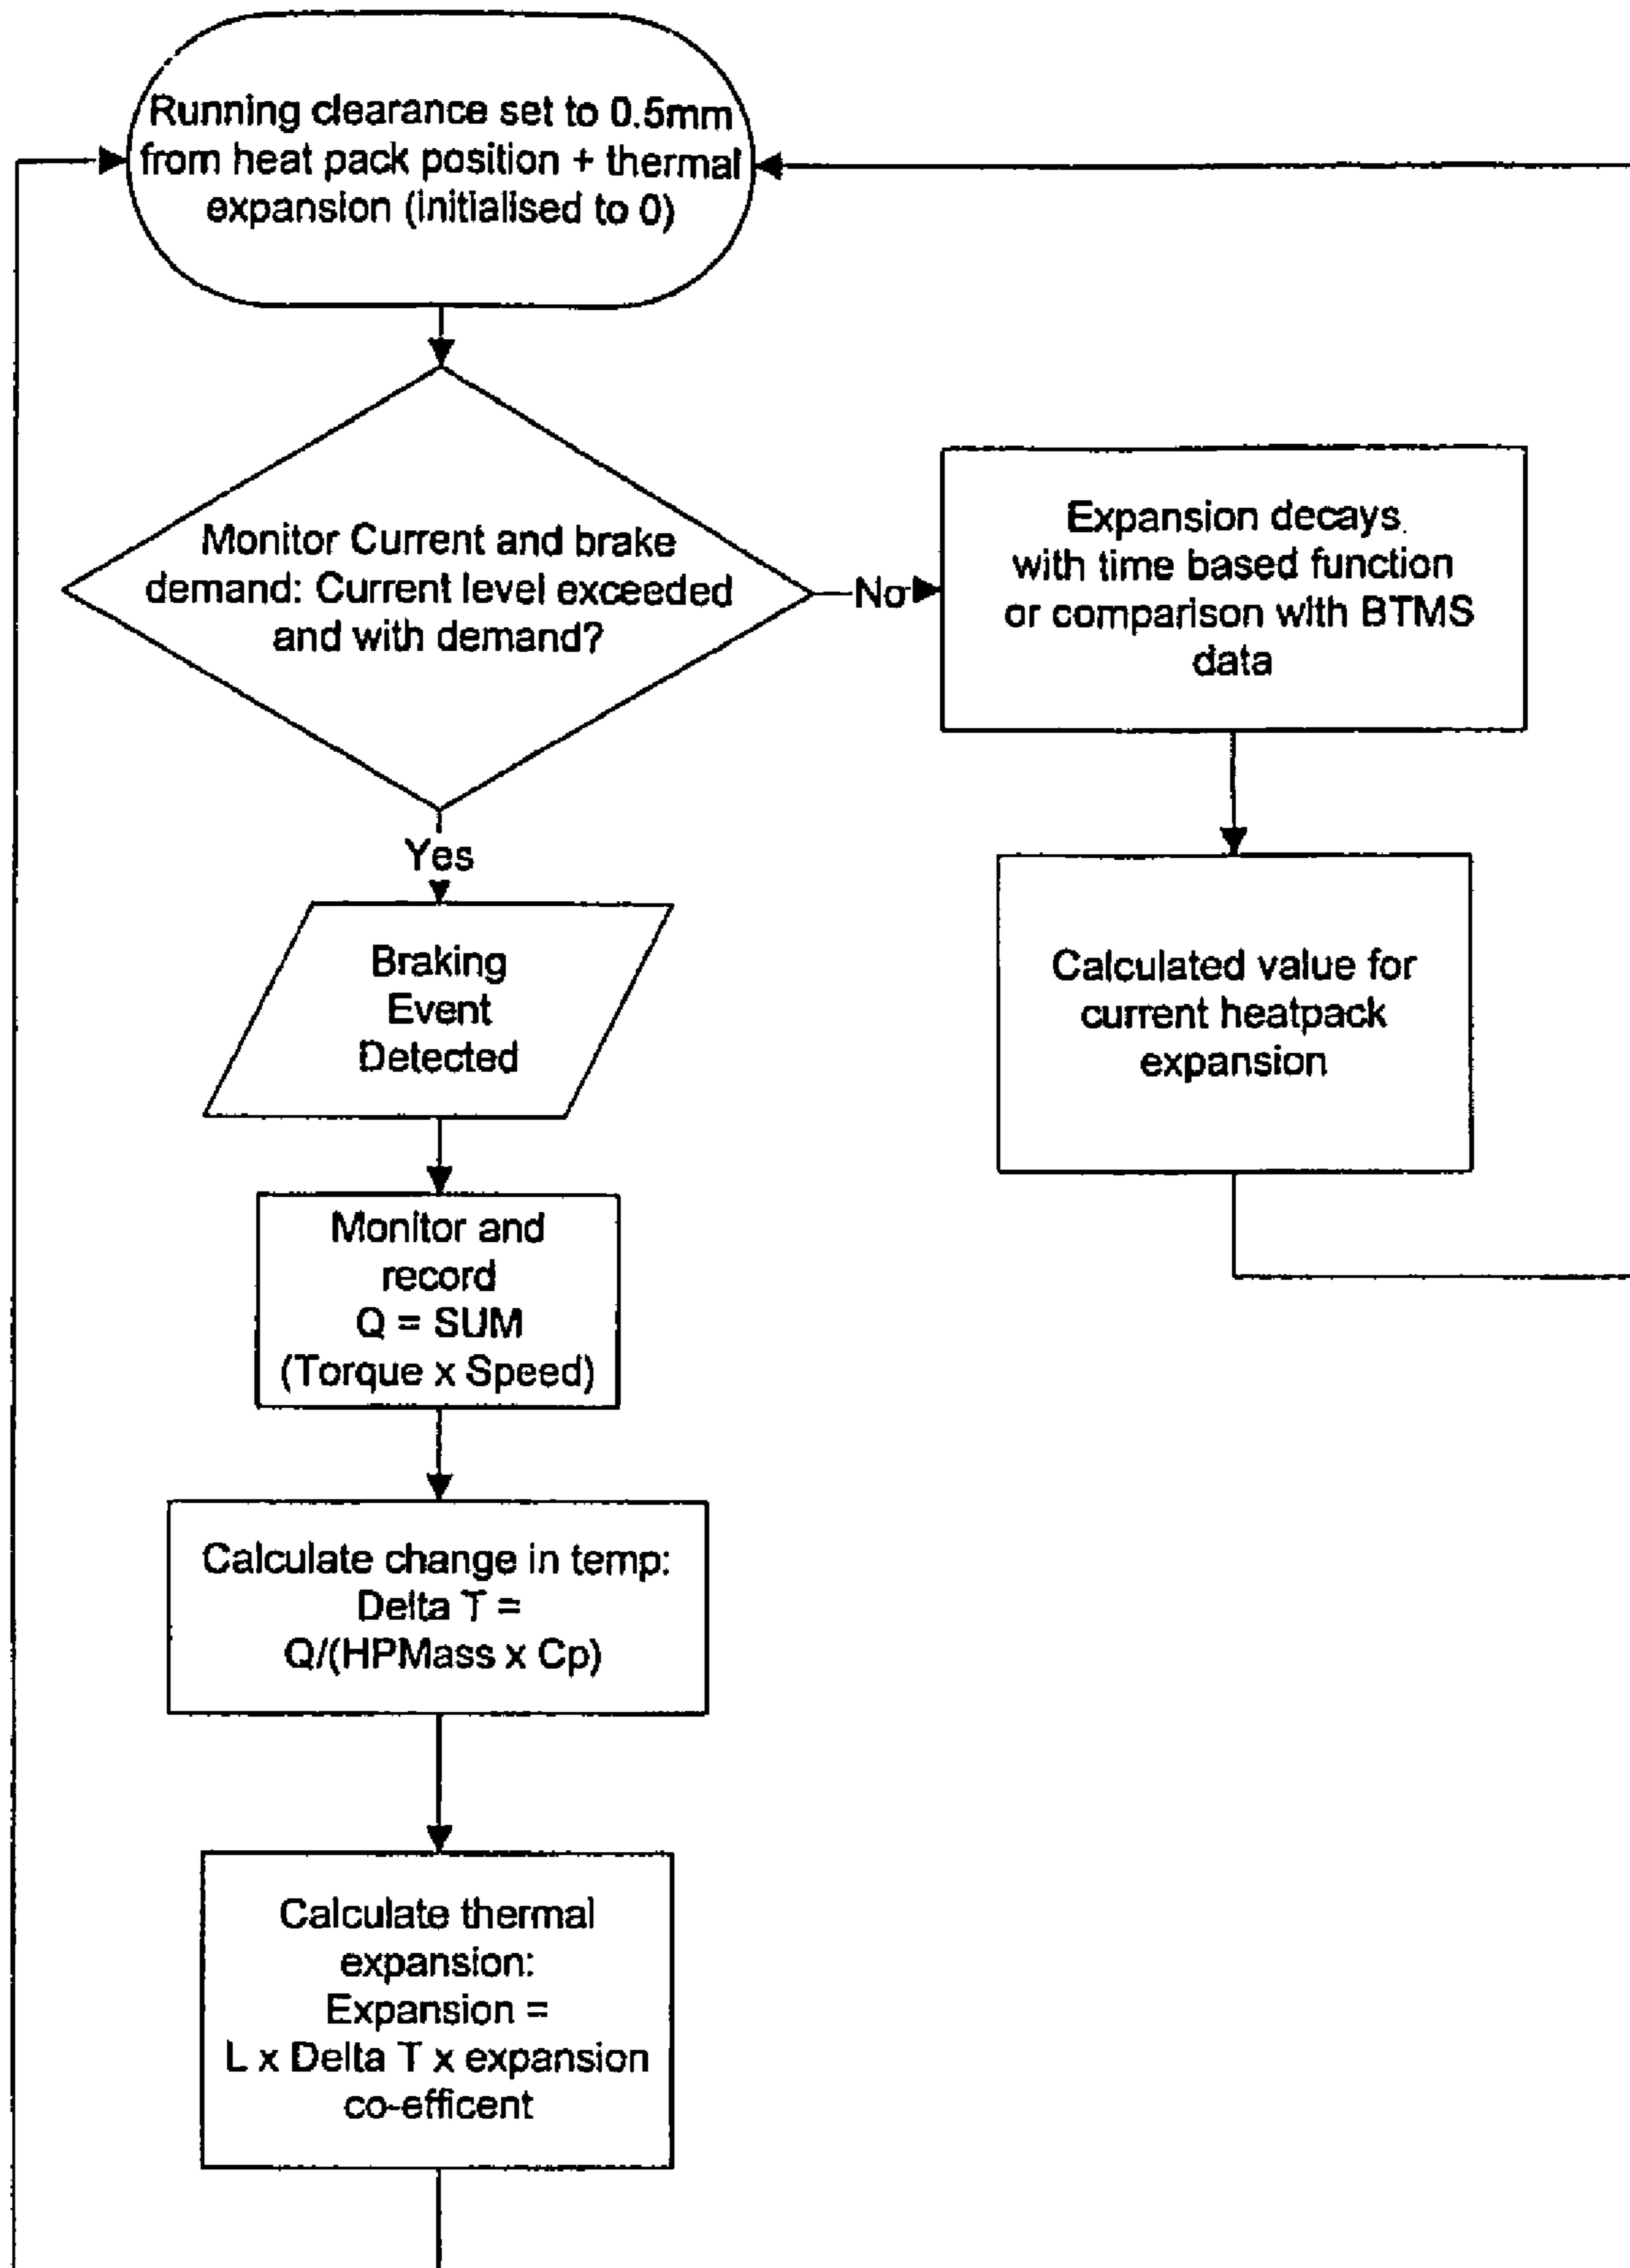 Running clearance set to 0.5mm
from heat pack position + thermal
expansion (initialised to 0)
Monitor Current and brake
demand: Current level exceeded
and with demand?
No
Expansion decays
with time based function
or comparison with BTMS
data
Yes
Calculated value for
current heatpack
expansion
Braking
Event
Detected
Monitor and
record
Q = SUM
(Torque x Speed)
Calculate change in temp:
Delta T =
Q/(HPMass x Cp)
Calculate thermal
expansion:
Expansion =
L x Delta T x expansion
co-efficent